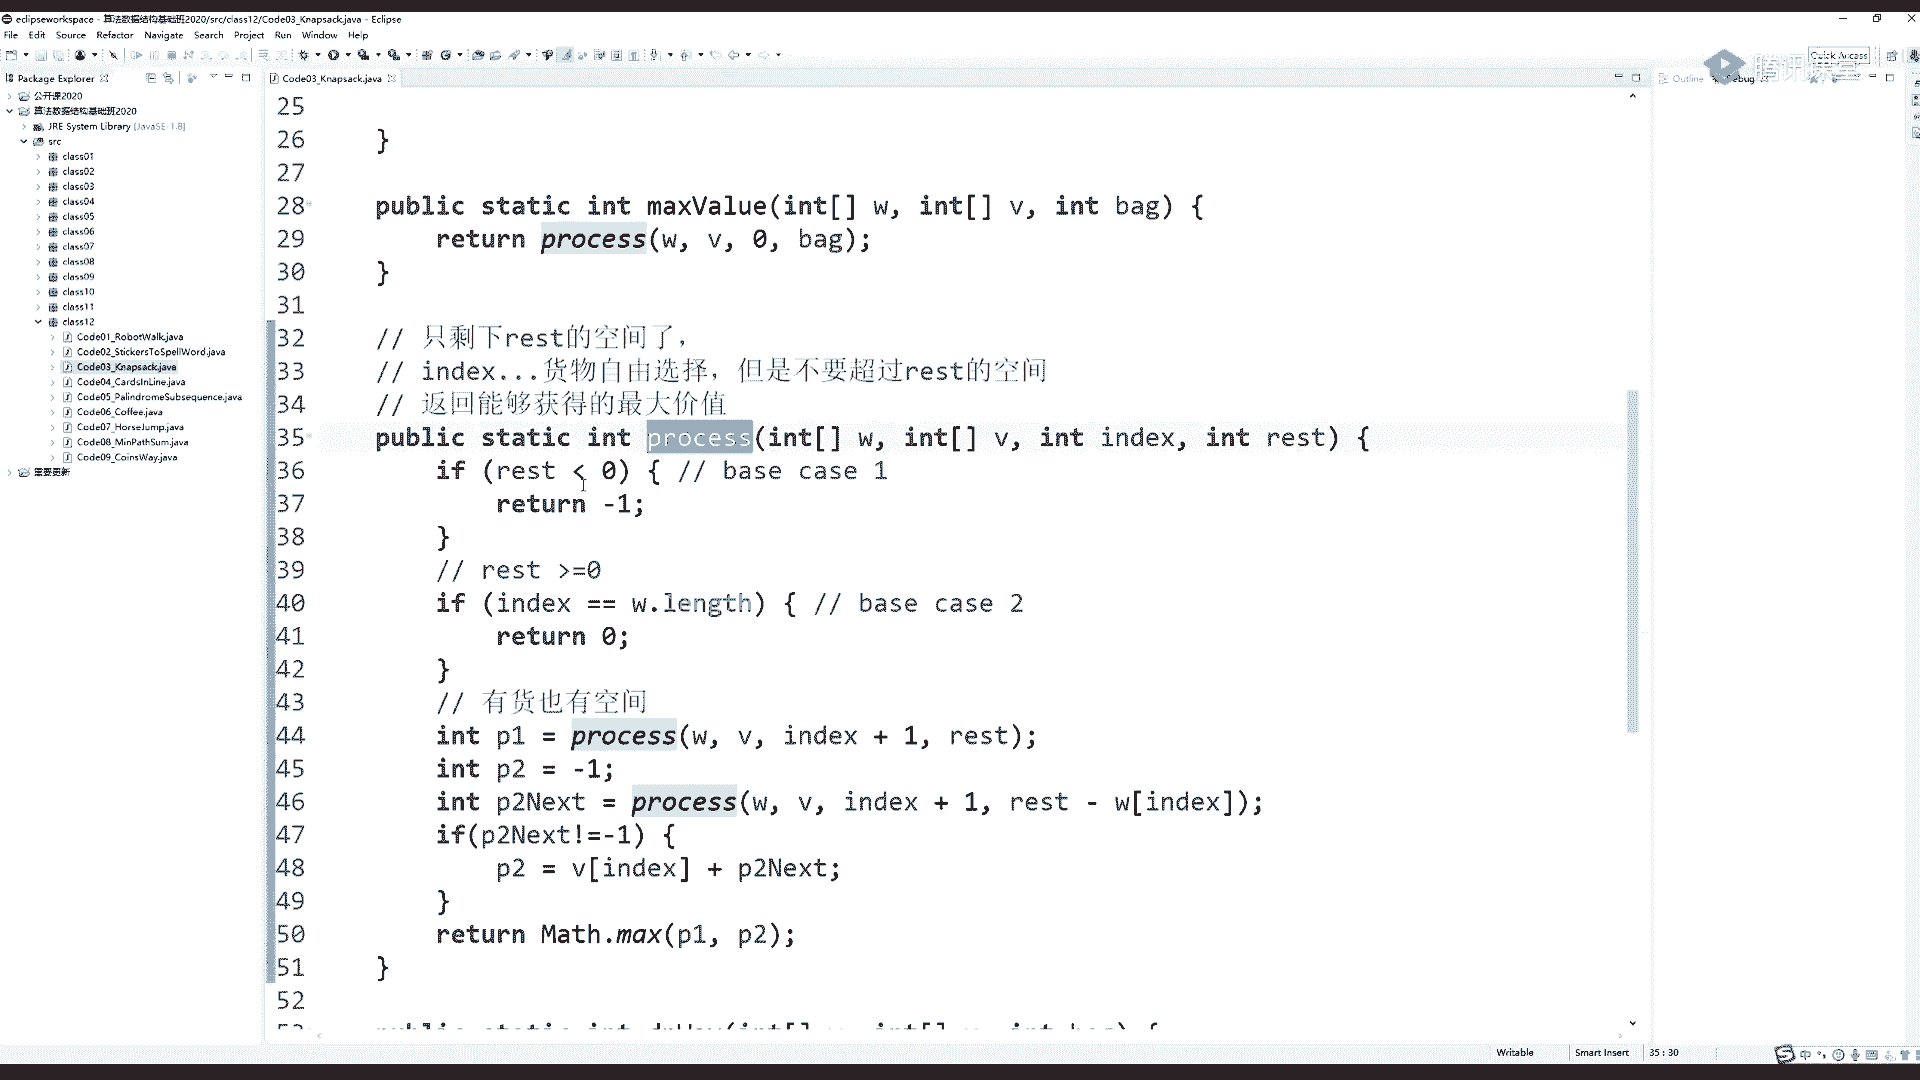 eclipseworkspace - 算法数据结构基础班2020/src/class12/Code03_Knapsack.java - Eclipse
File Edit Source Refactor Navigate Search Project Run Window Help
Quick Access
腾讯课堂
Package Explorer
Code03_Knapsack.java
Outline
Debug
公开课2020
算法数据结构基础班2020
JRE System Library [JavaSE-1.8]
src
class01
class02
class03
class04
class05
class06
class07
class08
class09
class10
class11
class12
Code01_RobotWalk.java
Code02_StickersToSpellWord.java
Code03_Knapsack.java
Code04_CardsInLine.java
Code05_PalindromeSubsequence.java
Code06_Coffee.java
Code07_HorseJump.java
Code08_MinPathSum.java
Code09_CoinsWay.java
需要更新
25
26 }
27
28 public static int maxValue(int[] w, int[] v, int bag) {
29 return process(w, v, 0, bag);
30 }
31
32 // 只剩下rest的空间了，
33 // index...货物自由选择，但是不要超过rest的空间
34 // 返回能够获得的最大价值
35 public static int process(int[] w, int[] v, int index, int rest) {
36 if (rest < 0) { // base case 1
37 return -1;
38 }
39 // rest >=0
40 if (index == w.length) { // base case 2
41 return 0;
42 }
43 // 有货也有空间
44 int p1 = process(w, v, index + 1, rest);
45 int p2 = -1;
46 int p2Next = process(w, v, index + 1, rest - w[index]);
47 if(p2Next!=-1) {
48 p2 = v[index] + p2Next;
49 }
50 return Math.max(p1, p2);
51 }
52
Writable Smart Insert 35 : 30